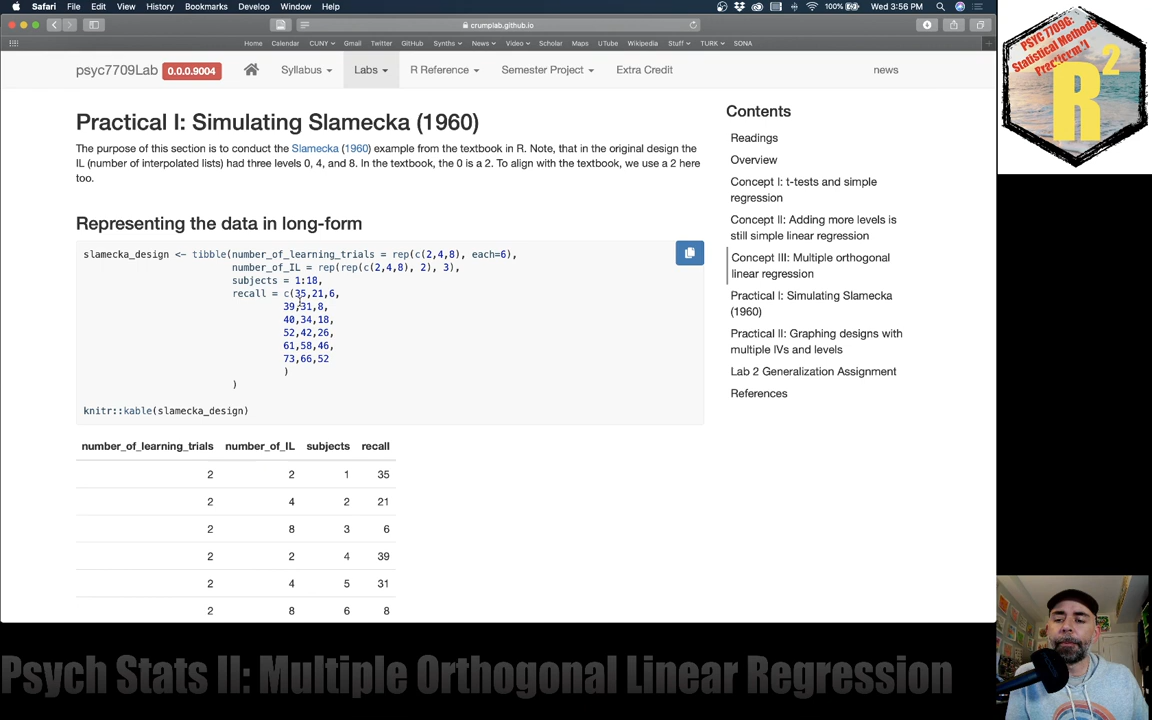 Safari File Edit View History Bookmarks Develop Window Help
100% Wed 3:56 PM
crumplab.github.io
Home Calendar CUNY Gmail Twitter GitHub Synths News Video Scholar Maps UTube Wikipedia Stuff TURK SONA
psyc7709Lab 0.0.0.9004 Syllabus Labs R Reference Semester Project Extra Credit news
Practical I: Simulating Slamecka (1960)
The purpose of this section is to conduct the Slamecka (1960) example from the textbook in R. Note, that in the original design the
IL (number of interpolated lists) had three levels 0, 4, and 8. In the textbook, the 0 is a 2. To align with the textbook, we use a 2 here
too.
Representing the data in long-form
slamecka_design <- tibble(number_of_learning_trials = rep(c(2,4,8), each=6),
number_of_IL = rep(rep(c(2,4,8), 2), 3),
subjects = 1:18,
recall = c(35,21,6,
39,31,8,
40,34,18,
52,42,26,
61,58,46,
73,66,52
)
)
knitr::kable(slamecka_design)
number_of_learning_trials number_of_IL subjects recall
2 2 1 35
2 4 2 21
2 8 3 6
2 2 4 39
2 4 5 31
2 8 6 8
Contents
Readings
Overview
Concept I: t-tests and simple
regression
Concept II: Adding more levels is
still simple linear regression
Concept III: Multiple orthogonal
linear regression
Practical I: Simulating Slamecka
(1960)
Practical II: Graphing designs with
multiple IVs and levels
Lab 2 Generalization Assignment
References
PSYC 7709G:
Statistical Methods
Practicum 1
R2
Psych Stats II: Multiple Orthogonal Linear Regression